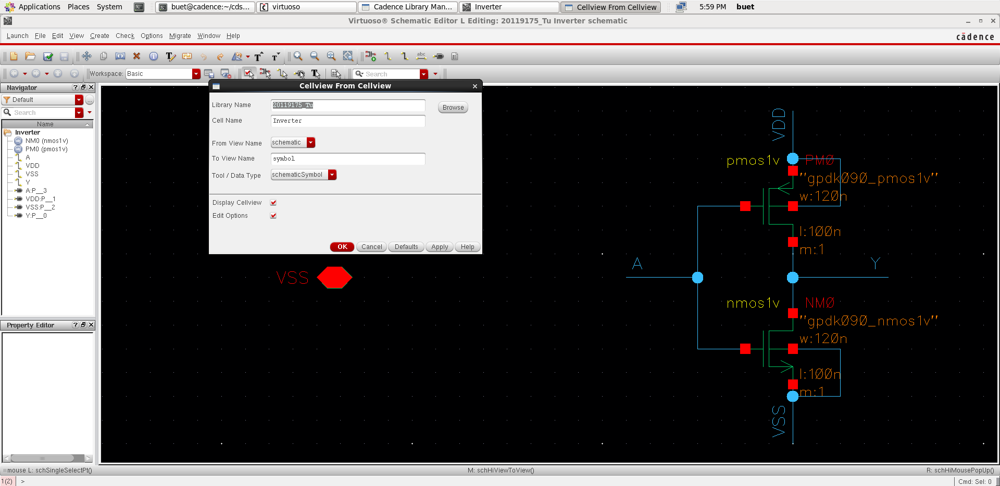 Applications Places System buet@cadence:~/cds... virtuoso Cadence Library Man... Inverter Cellview From Cellview 5:59 PM buet
Virtuoso® Schematic Editor L Editing: 20119175_Tu Inverter schematic
Launch File Edit View Create Check Options Migrate Window Help cādence
Workspace: Basic Search
Navigator
Default
Search
Name
Inverter
NM0 (nmos1v)
PM0 (pmos1v)
A
VDD
VSS
Y
A:P__3
VDD:P__1
VSS:P__2
Y:P__0
Property Editor
Cellview From Cellview
Library Name 20119175_Tu Browse
Cell Name Inverter
From View Name schematic
To View Name symbol
Tool / Data Type schematicSymbol
Display Cellview
Edit Options
OK Cancel Defaults Apply Help
VSS
VDD
pmos1v PM0
"gpdk090_pmos1v"
w:120n
l:100n
m:1
A Y
nmos1v NM0
"gpdk090_nmos1v"
w:120n
l:100n
m:1
VSS
mouse L: schSingleSelectPt() M: schHiViewToView() R: schHiMousePopUp()
1(2) > Cmd: Sel: 0